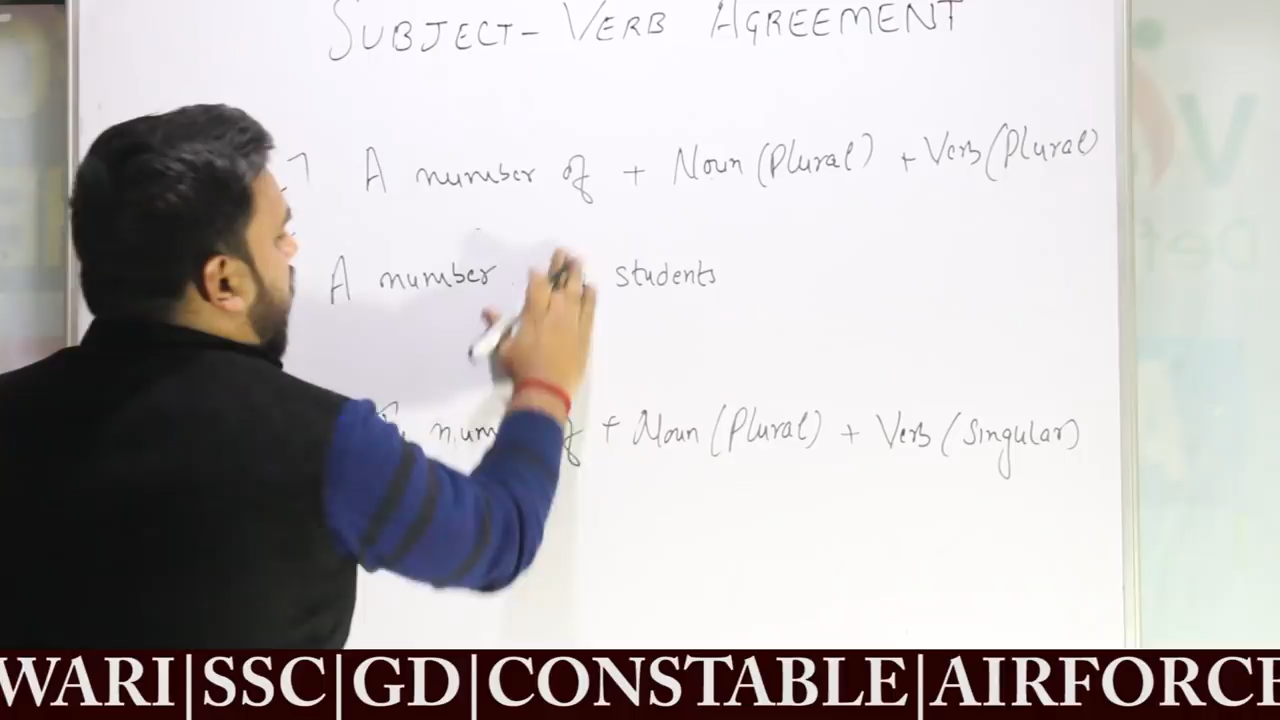 SUBJECT- VERB AGREEMENT
A number of + Noun (Plural) + Verb (Plural)
A number students
+ Noun (Plural) + Verb (Singular)
WARI|SSC|GD|CONSTABLE|AIRFORCE